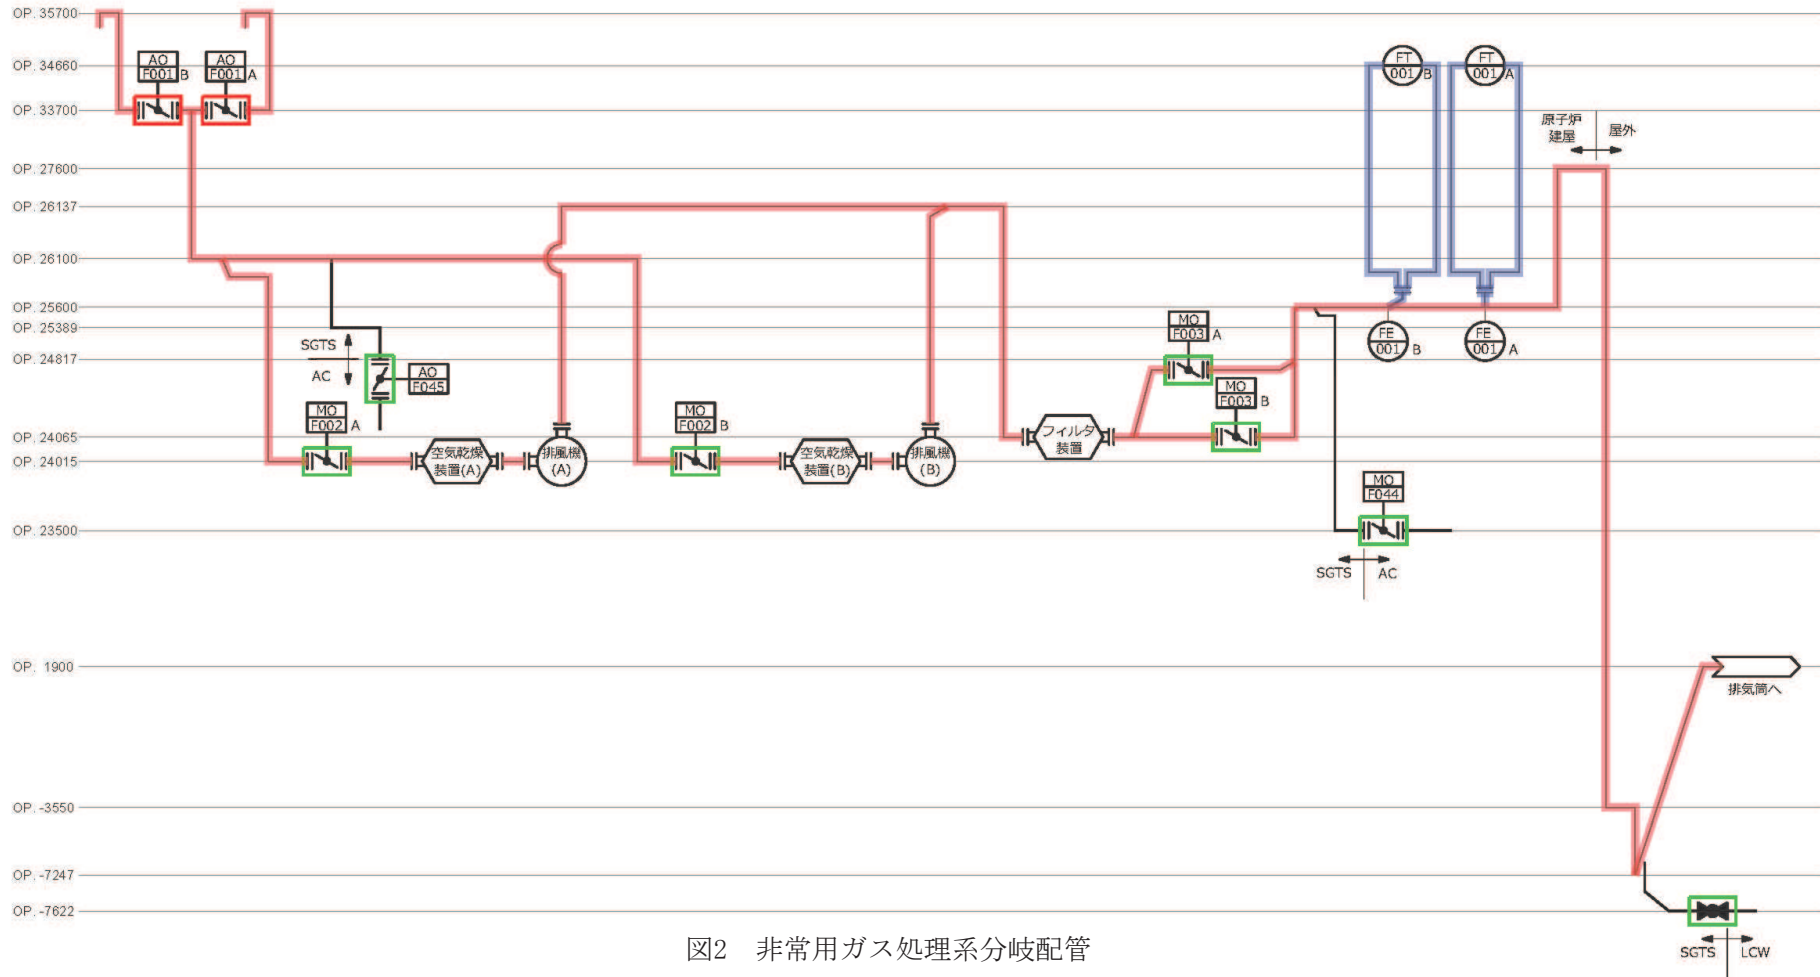 OP. 35700
OP. 34660
OP. 33700
OP. 27600
OP. 26137
OP. 26100
OP. 25600
OP. 25389
OP. 24817
OP. 24065
OP. 24015
OP. 23500
OP. 1900
OP. -3550
OP. -7247
OP. -7622
AO
F001 B
AO
F001 A
FT
001 B
FT
001 A
原子炉
建屋
屋外
SGTS
AC
AO
F045
MO
F002 A
空気乾燥
装置(A)
排風機
(A)
MO
F002 B
空気乾燥
装置(B)
排風機
(B)
フィルタ
装置
MO
F003 A
MO
F003 B
FE
001 B
FE
001 A
MO
F044
SGTS
AC
排気筒へ
SGTS
LCW
図2 非常用ガス処理系分岐配管